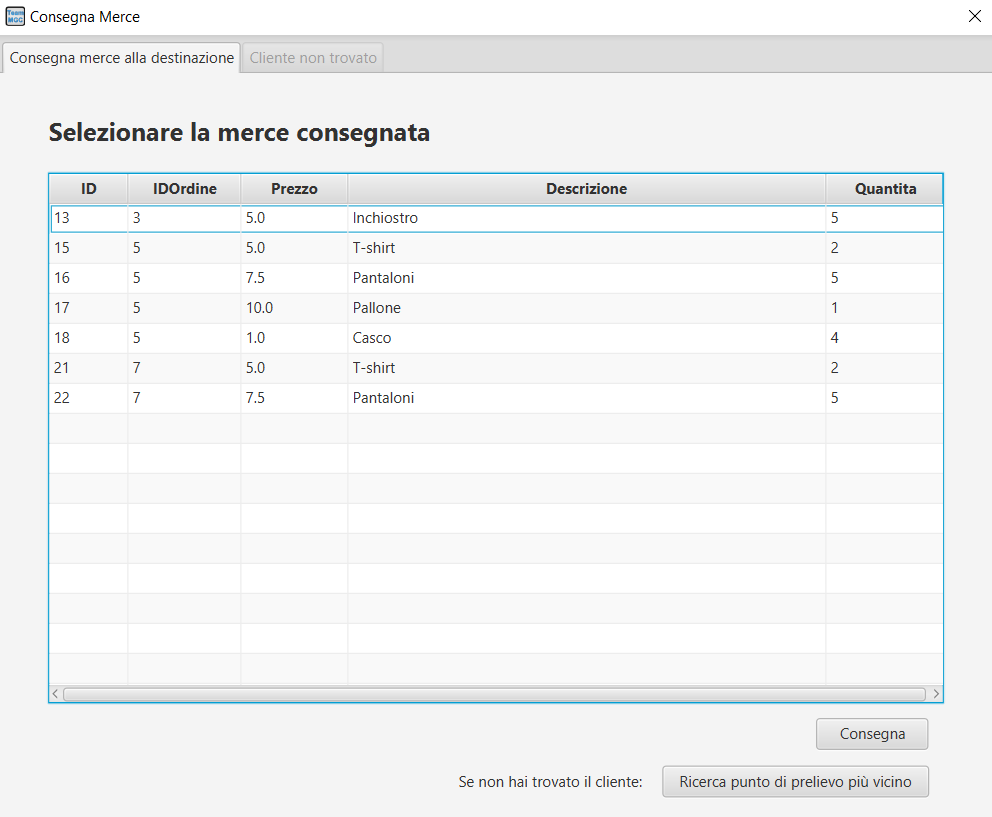 Team MGC Consegna Merce
Consegna merce alla destinazione Cliente non trovato
Selezionare la merce consegnata
ID IDOrdine Prezzo Descrizione Quantita
13 3 5.0 Inchiostro 5
15 5 5.0 T-shirt 2
16 5 7.5 Pantaloni 5
17 5 10.0 Pallone 1
18 5 1.0 Casco 4
21 7 5.0 T-shirt 2
22 7 7.5 Pantaloni 5
Consegna
Se non hai trovato il cliente: Ricerca punto di prelievo più vicino